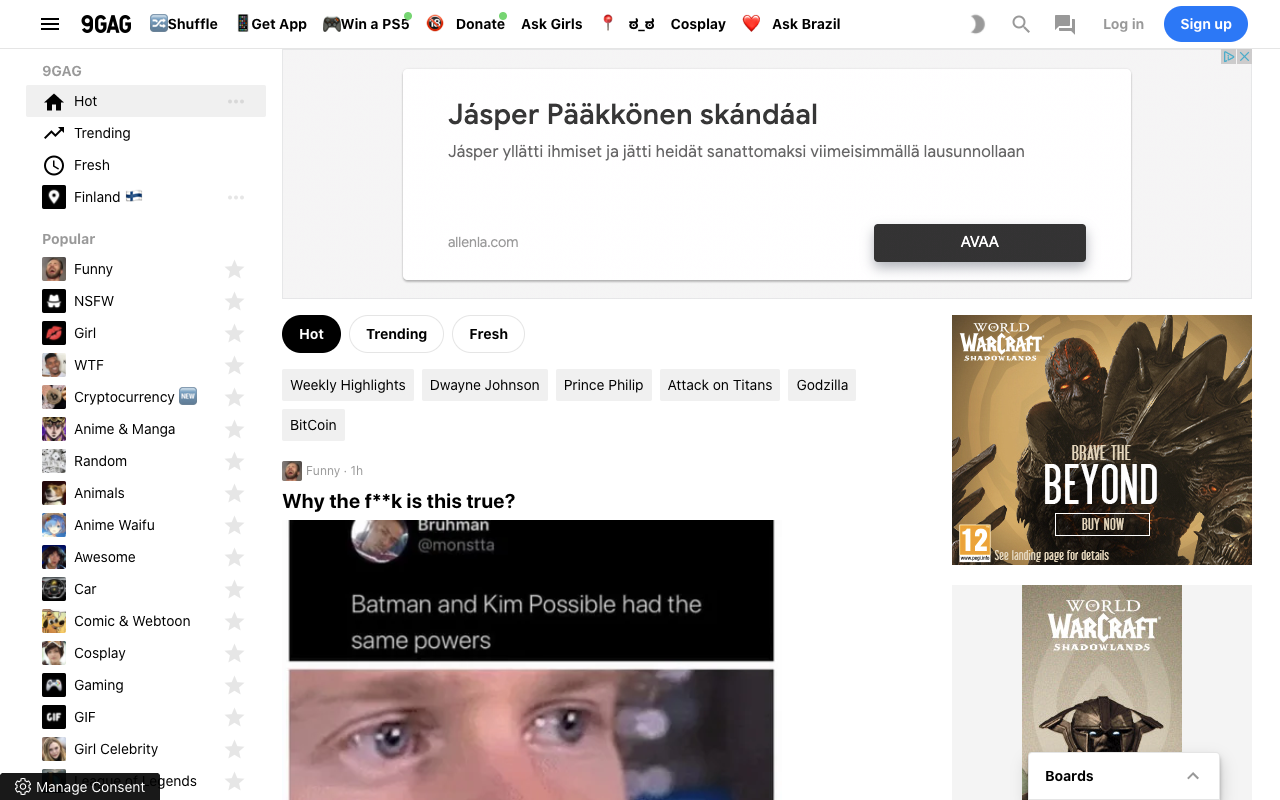 9GAG
Shuffle
Get App
Win a PS5
Donate
Ask Girls
ಠ_ಠ
Cosplay
Ask Brazil
Log in
Sign up
9GAG
Hot
Trending
Fresh
Finland
Popular
Funny
NSFW
Girl
WTF
Cryptocurrency NEW
Anime & Manga
Random
Animals
Anime Waifu
Awesome
Car
Comic & Webtoon
Cosplay
Gaming
GIF
Girl Celebrity
League of Legends
Manage Consent
Jásper Pääkkönen skándáal
Jásper yllätti ihmiset ja jätti heidät sanattomaksi viimeisimmällä lausunnollaan
allenla.com
AVAA
Hot
Trending
Fresh
Weekly Highlights
Dwayne Johnson
Prince Philip
Attack on Titans
Godzilla
BitCoin
Funny · 1h
Why the f**k is this true?
Bruhman
@monstta
Batman and Kim Possible had the
same powers
WORLD
WARCRAFT
SHADOWLANDS
BRAVE THE
BEYOND
BUY NOW
12
www.pegi.info
See landing page for details
WORLD
WARCRAFT
SHADOWLANDS
Boards